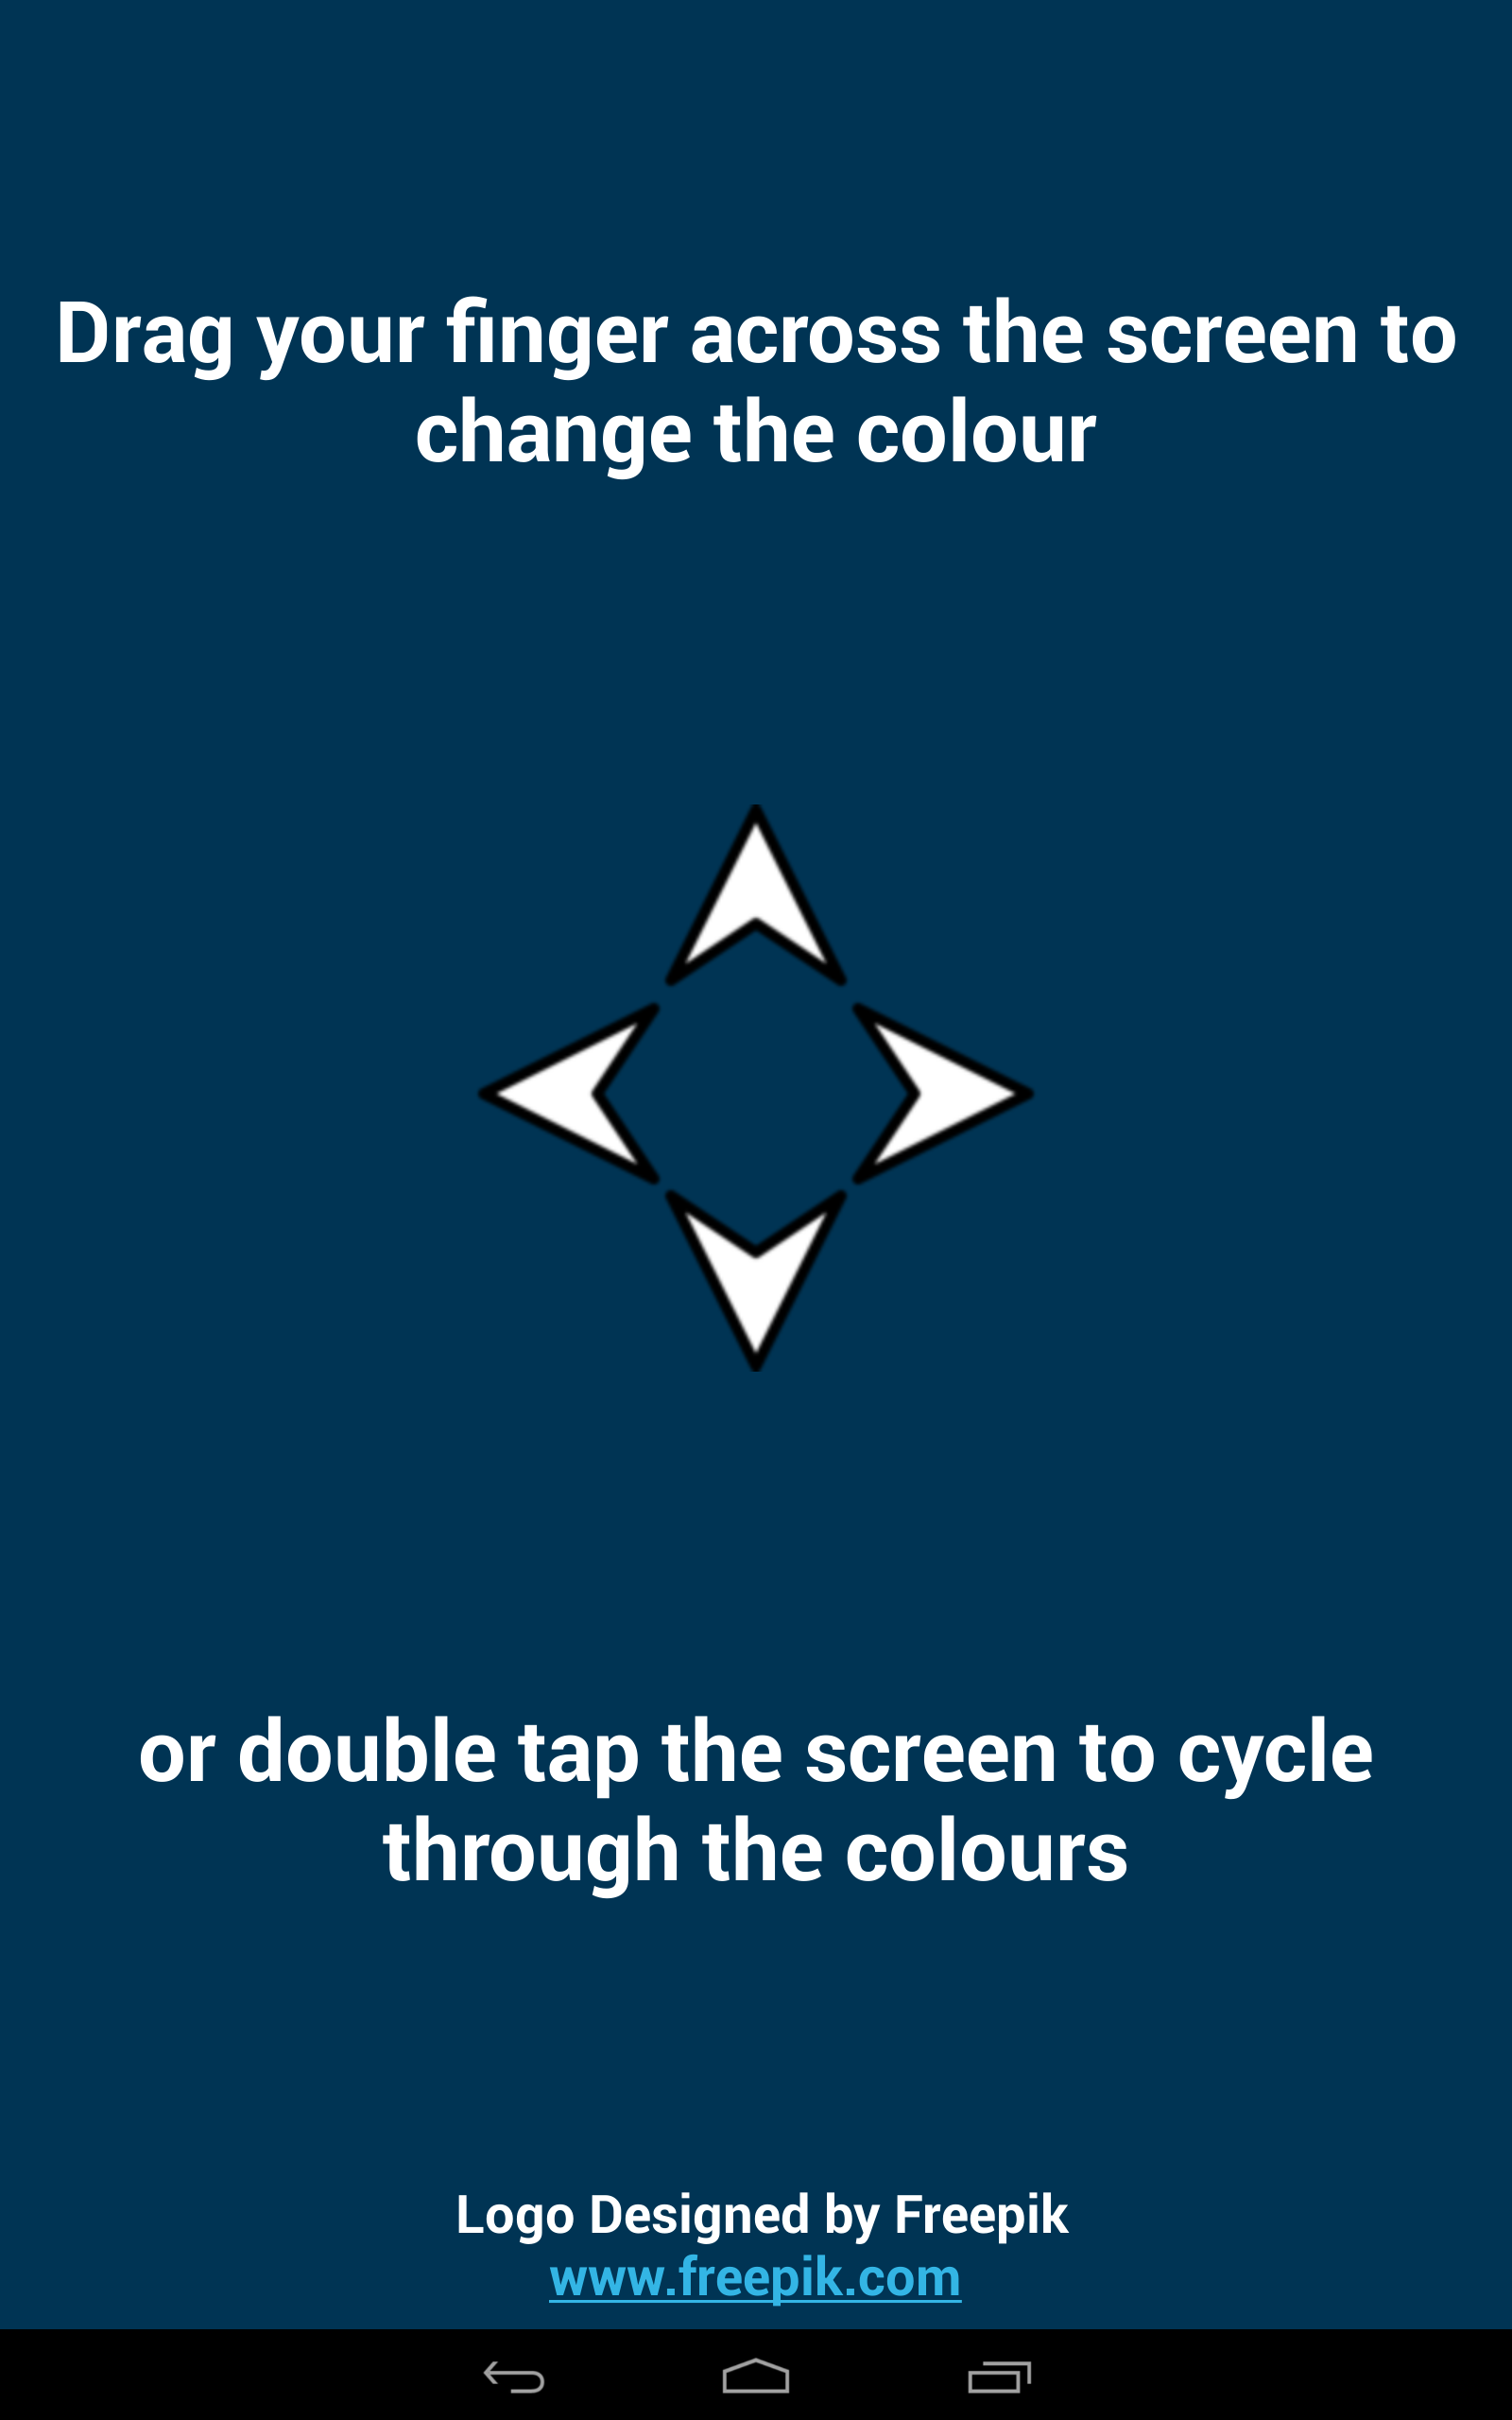 Drag your finger across the screen to
change the colour
or double tap the screen to cycle
through the colours
Logo Designed by Freepik
www.freepik.com